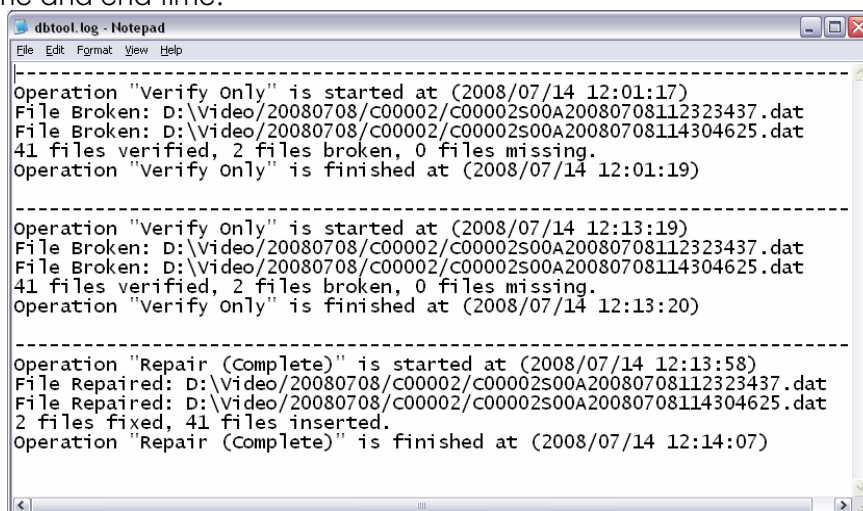 me and end time.
dbtool.log - Notepad
File Edit Format View Help
--------------------------------------------------------------------------
Operation "Verify Only" is started at (2008/07/14 12:01:17)
File Broken: D:\Video/20080708/C00002/C00002S00A20080708112323437.dat
File Broken: D:\Video/20080708/C00002/C00002S00A20080708114304625.dat
41 files verified, 2 files broken, 0 files missing.
Operation "Verify Only" is finished at (2008/07/14 12:01:19)
--------------------------------------------------------------------------
Operation "Verify Only" is started at (2008/07/14 12:13:19)
File Broken: D:\Video/20080708/C00002/C00002S00A20080708112323437.dat
File Broken: D:\Video/20080708/C00002/C00002S00A20080708114304625.dat
41 files verified, 2 files broken, 0 files missing.
Operation "Verify Only" is finished at (2008/07/14 12:13:20)
--------------------------------------------------------------------------
Operation "Repair (Complete)" is started at (2008/07/14 12:13:58)
File Repaired: D:\Video/20080708/C00002/C00002S00A20080708112323437.dat
File Repaired: D:\Video/20080708/C00002/C00002S00A20080708114304625.dat
2 files fixed, 41 files inserted.
Operation "Repair (Complete)" is finished at (2008/07/14 12:14:07)